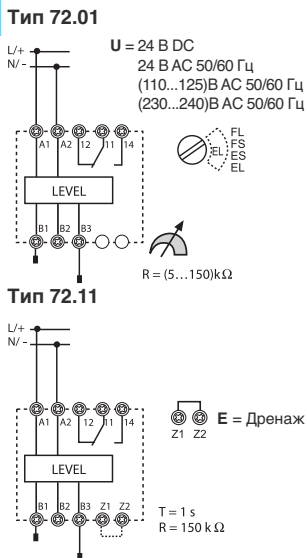 Тип 72.01
L/+
N/-
U = 24 В DC
24 В AC 50/60 Гц
(110...125)В AC 50/60 Гц
(230...240)В AC 50/60 Гц
A1 A2 12 11 14
EL
FL
FS
ES
EL
LEVEL
B1 B2 B3
R = (5...150)kΩ
Тип 72.11
L/+
N/-
A1 A2 12 11 14
Z1 Z2
E = Дренаж
LEVEL
B1 B2 B3 Z1 Z2
T = 1 s
R = 150 k Ω